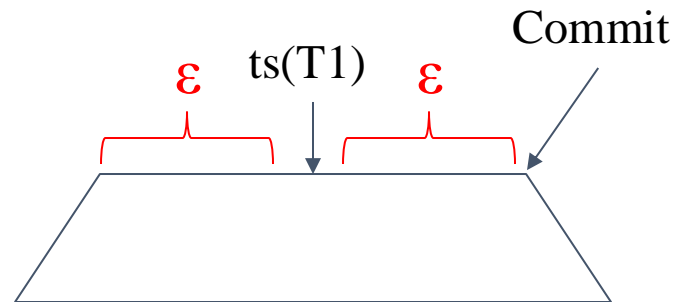 Commit
ε ts(T1) ε